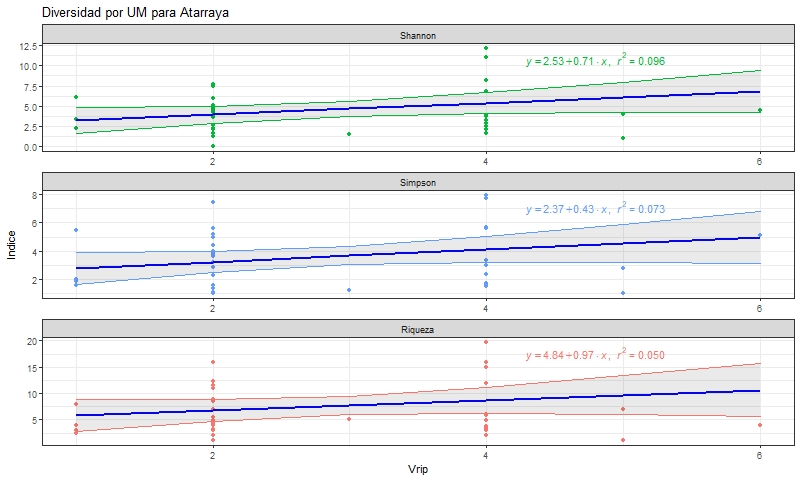 Diversidad por UM para Atarraya
Shannon
12.5
10.0
7.5
5.0
2.5
0.0
y = 2.53+0.71 · x, r² = 0.096
2 4 6
Simpson
8
6
4
2
y = 2.37+0.43 · x, r² = 0.073
2 4 6
Indice
Riqueza
20
15
10
5
y = 4.84+0.97 · x, r² = 0.050
2 4 6
Vrip